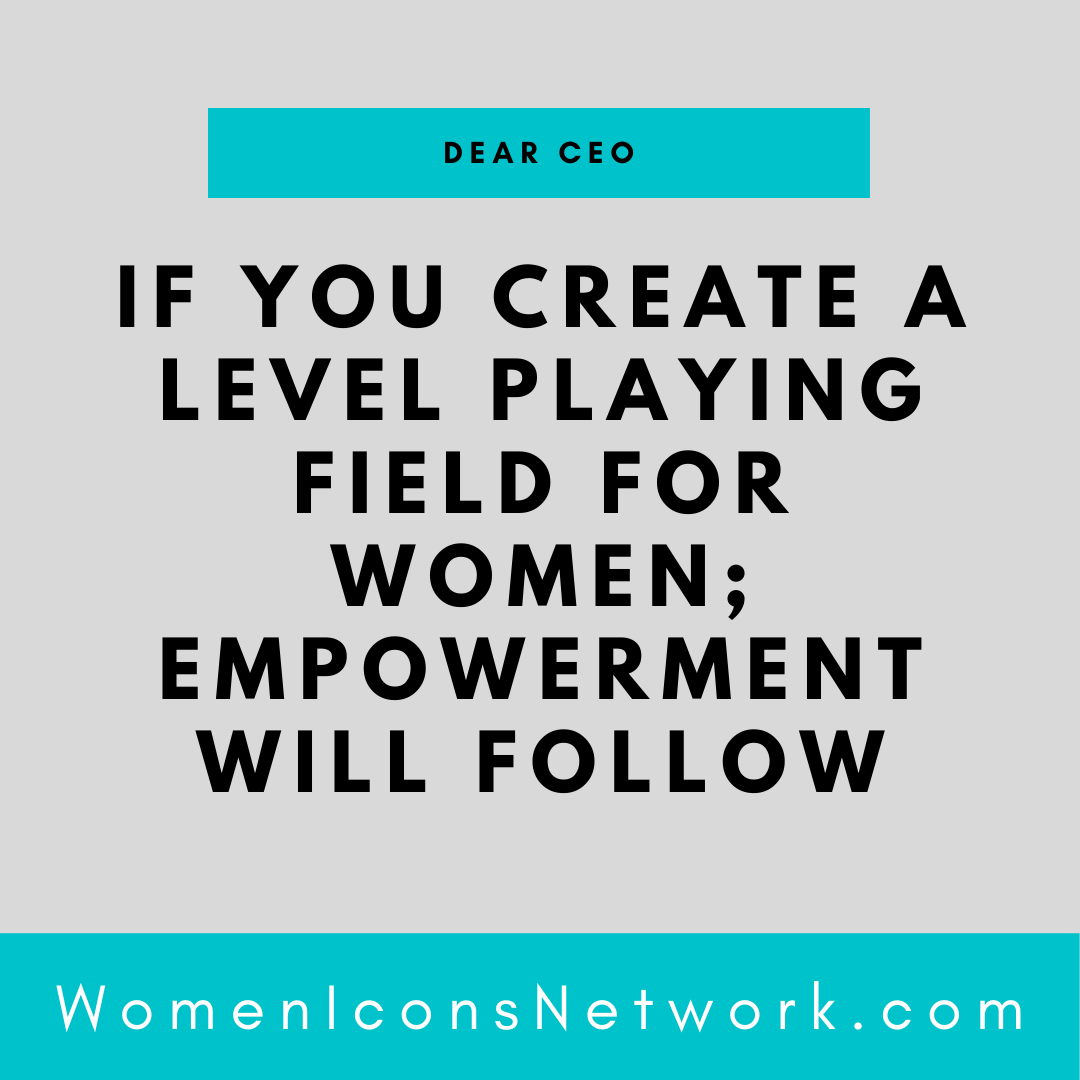 DEAR CEO
IF YOU CREATE A
LEVEL PLAYING
FIELD FOR
WOMEN;
EMPOWERMENT
WILL FOLLOW
WomenIconsNetwork.com